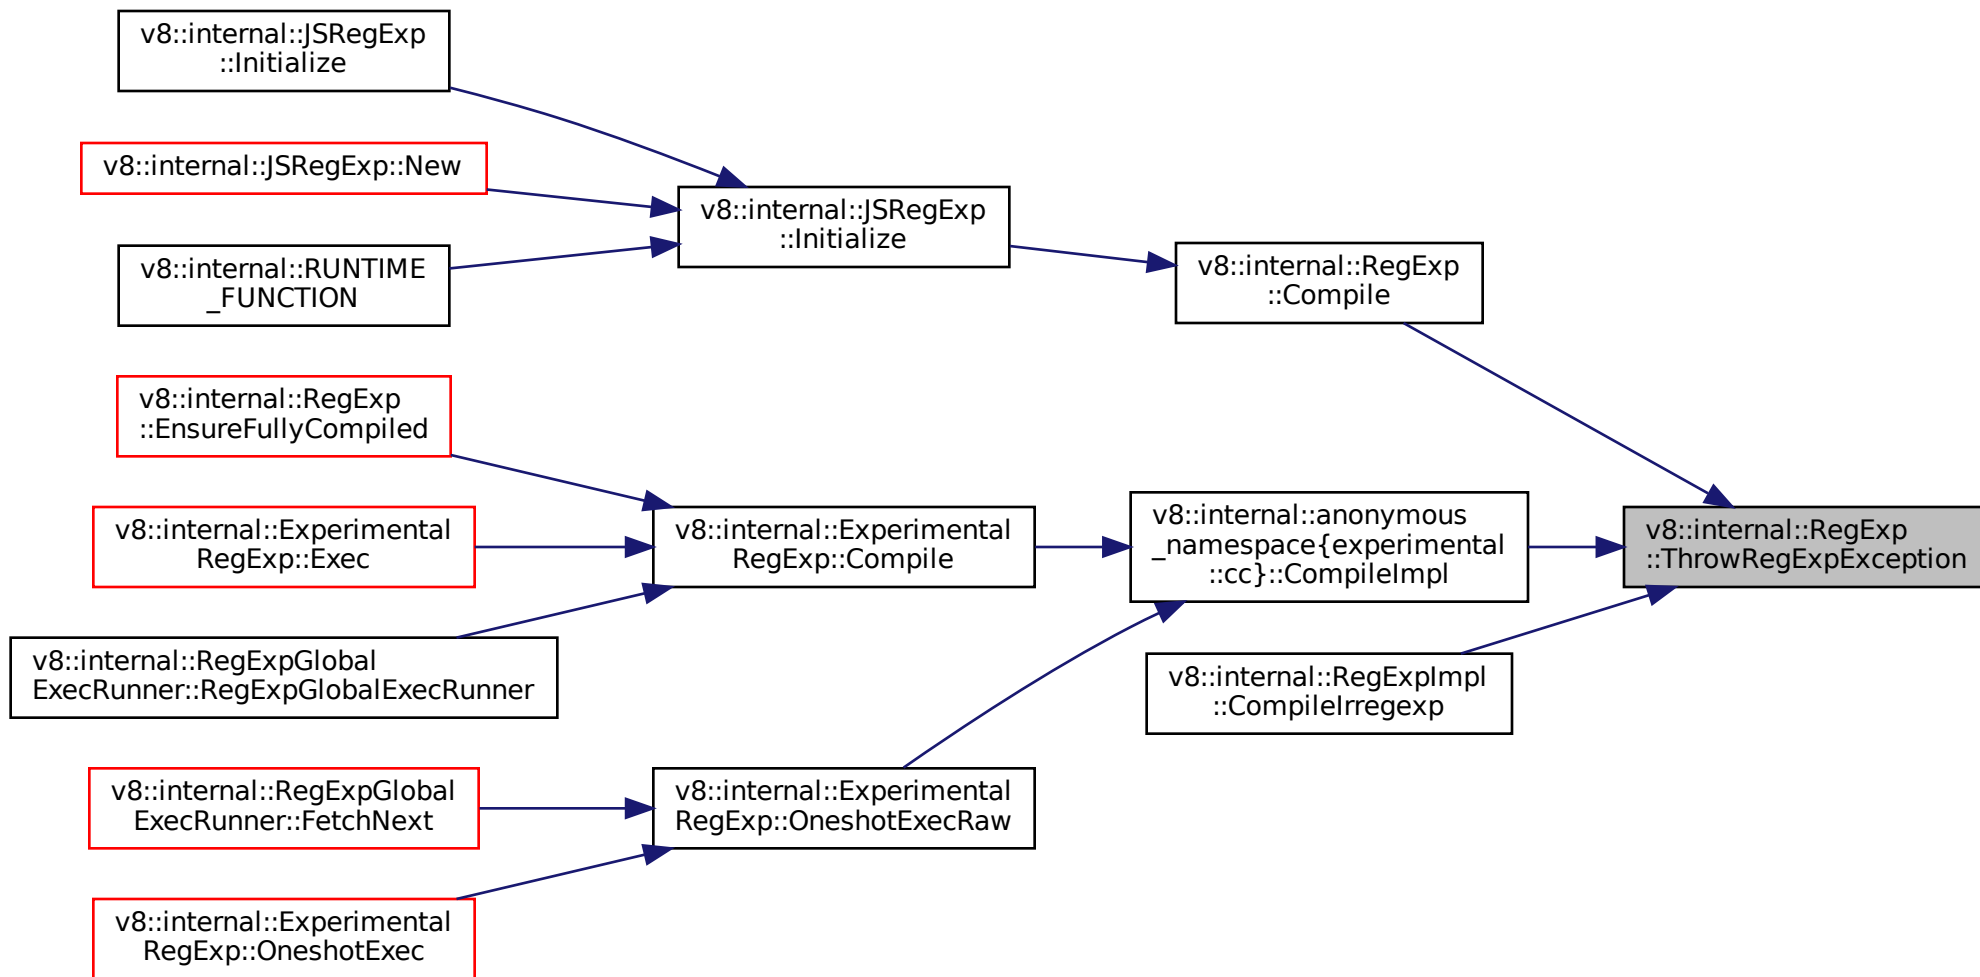 v8::internal::JSRegExp
::Initialize
v8::internal::JSRegExp::New
v8::internal::RUNTIME
_FUNCTION
v8::internal::RegExp
::EnsureFullyCompiled
v8::internal::Experimental
RegExp::Exec
v8::internal::RegExpGlobal
ExecRunner::RegExpGlobalExecRunner
v8::internal::RegExpGlobal
ExecRunner::FetchNext
v8::internal::Experimental
RegExp::OneshotExec
v8::internal::JSRegExp
::Initialize
v8::internal::Experimental
RegExp::Compile
v8::internal::Experimental
RegExp::OneshotExecRaw
v8::internal::RegExp
::Compile
v8::internal::anonymous
_namespace{experimental
::cc}::CompileImpl
v8::internal::RegExpImpl
::CompileIrregexp
v8::internal::RegExp
::ThrowRegExpException